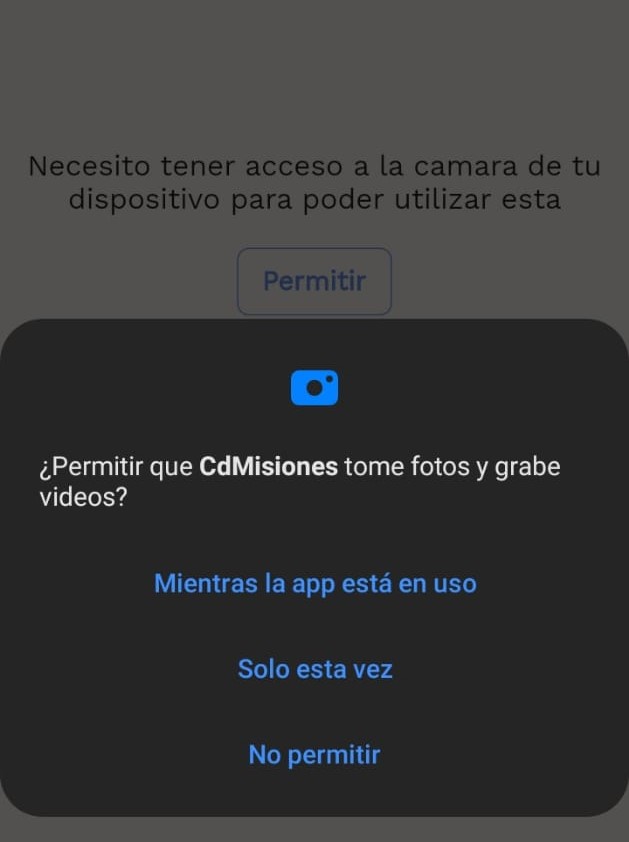 Necesito tener acceso a la camara de tu
dispositivo para poder utilizar esta
Permitir
¿Permitir que CdMisiones tome fotos y grabe
videos?
Mientras la app está en uso
Solo esta vez
No permitir